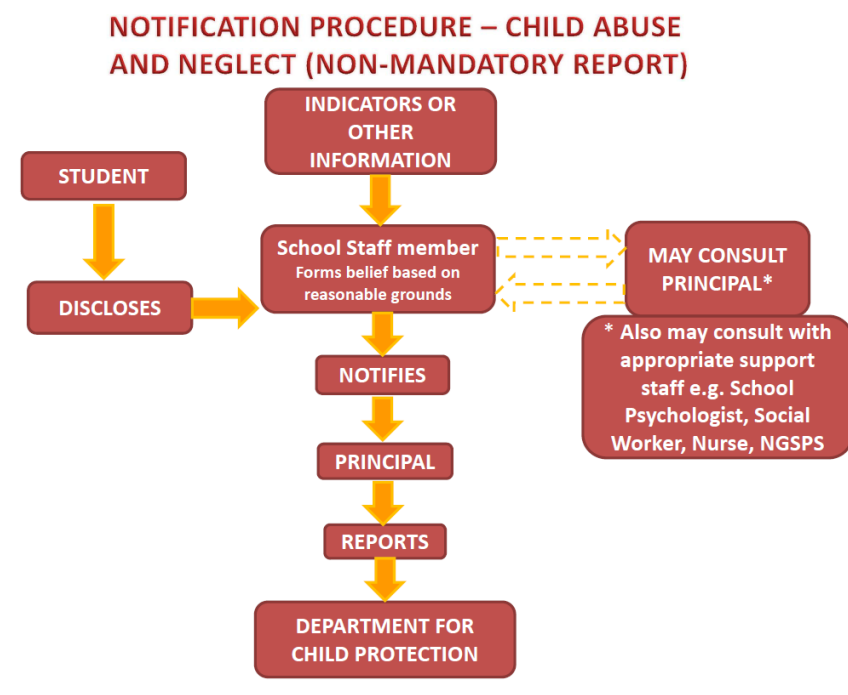 NOTIFICATION PROCEDURE – CHILD ABUSE
AND NEGLECT (NON-MANDATORY REPORT)
INDICATORS OR
OTHER
INFORMATION
STUDENT
DISCLOSES
School Staff member
Forms belief based on
reasonable grounds
MAY CONSULT
PRINCIPAL*
* Also may consult with
appropriate support
staff e.g. School
Psychologist, Social
Worker, Nurse, NGSPS
NOTIFIES
PRINCIPAL
REPORTS
DEPARTMENT FOR
CHILD PROTECTION